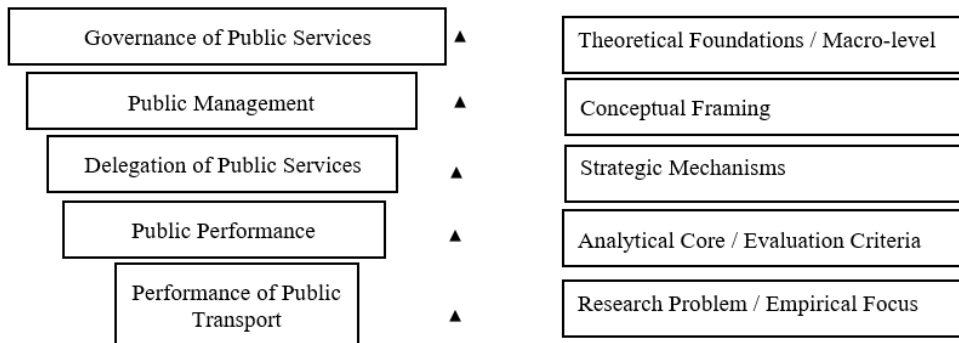 Governance of Public Services
Theoretical Foundations / Macro-level
Public Management
Conceptual Framing
Delegation of Public Services
Strategic Mechanisms
Public Performance
Analytical Core / Evaluation Criteria
Performance of Public
Transport
Research Problem / Empirical Focus